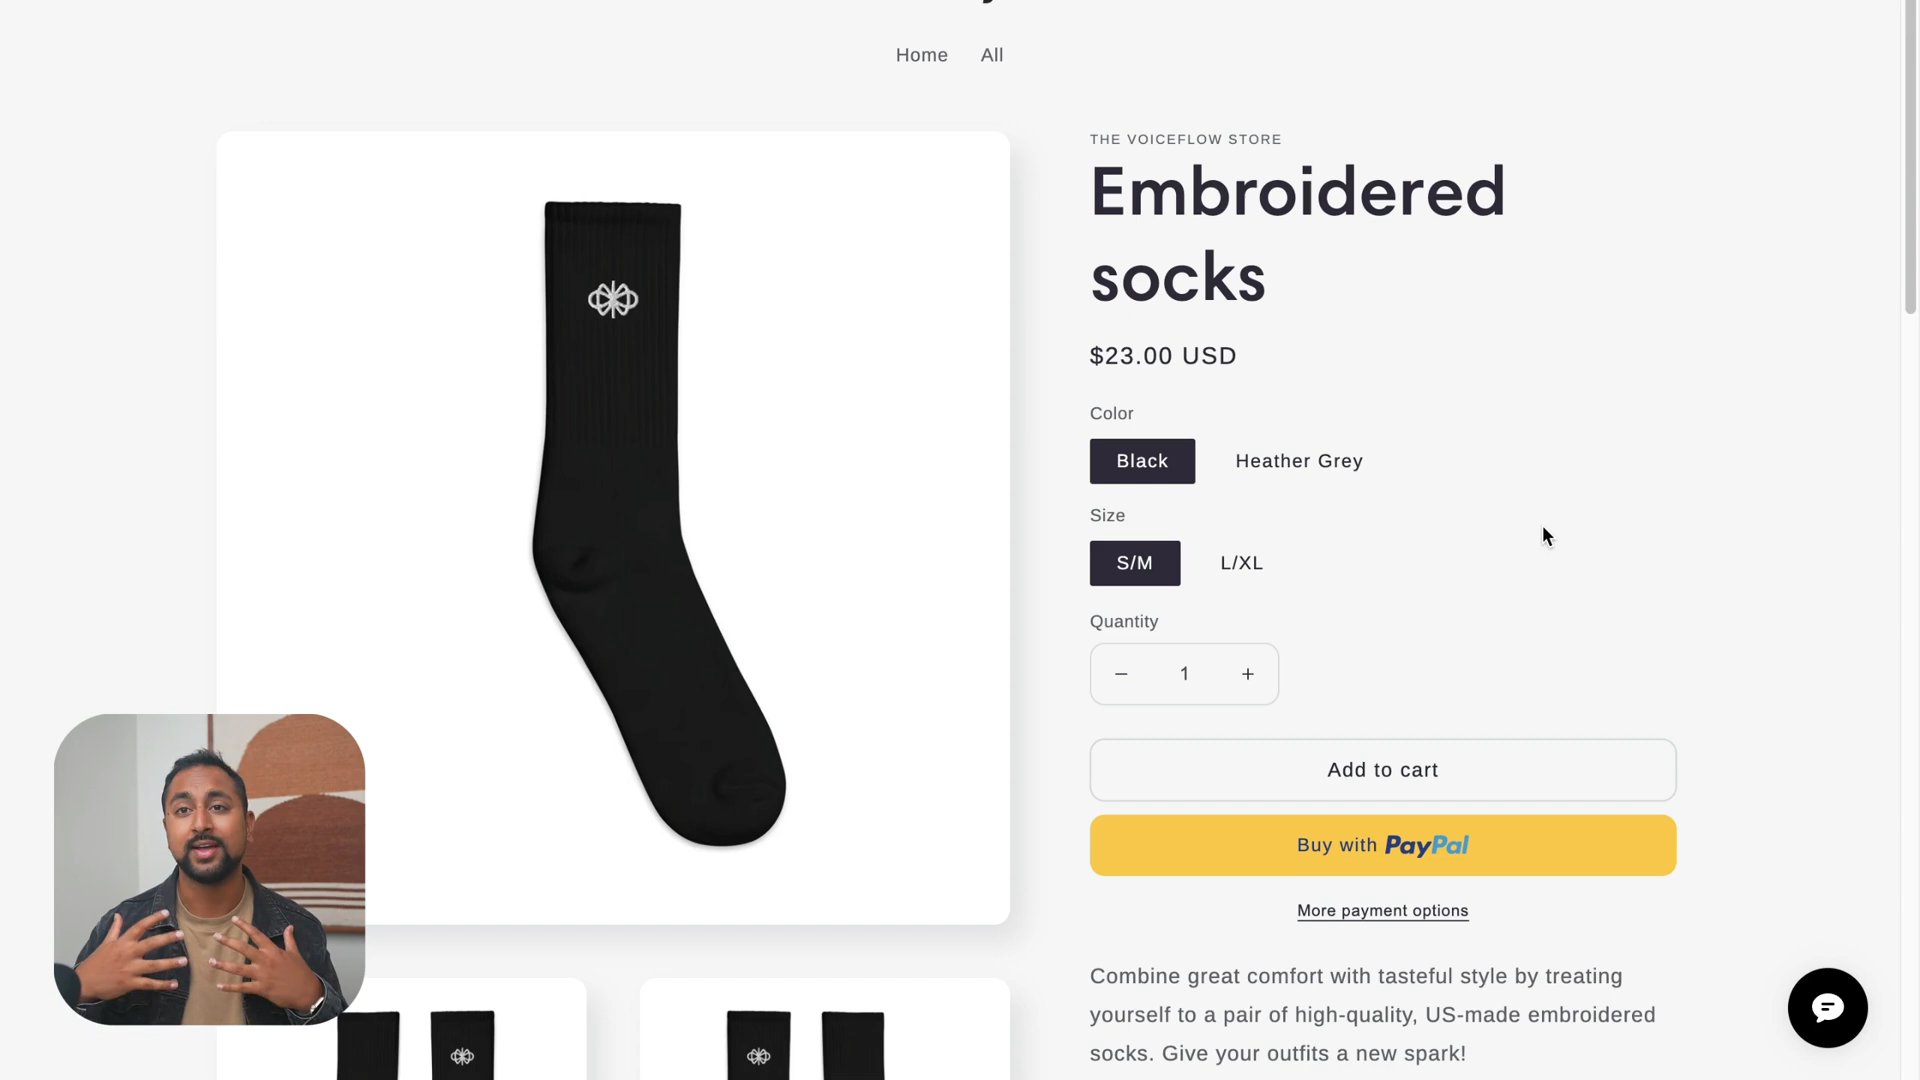 Home All
THE VOICEFLOW STORE
Embroidered
socks
$23.00 USD
Color
Black Heather Grey
Size
S/M L/XL
Quantity
− 1 +
Add to cart
Buy with PayPal
More payment options
Combine great comfort with tasteful style by treating
yourself to a pair of high-quality, US-made embroidered
socks. Give your outfits a new spark!